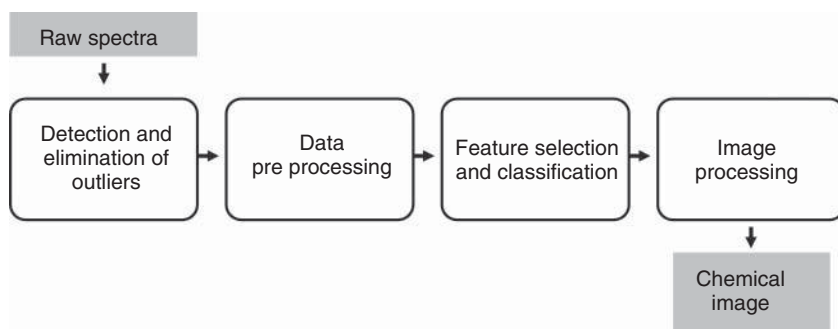 Raw spectra
Detection and
elimination of
outliers
Data
pre processing
Feature selection
and classification
Image
processing
Chemical
image